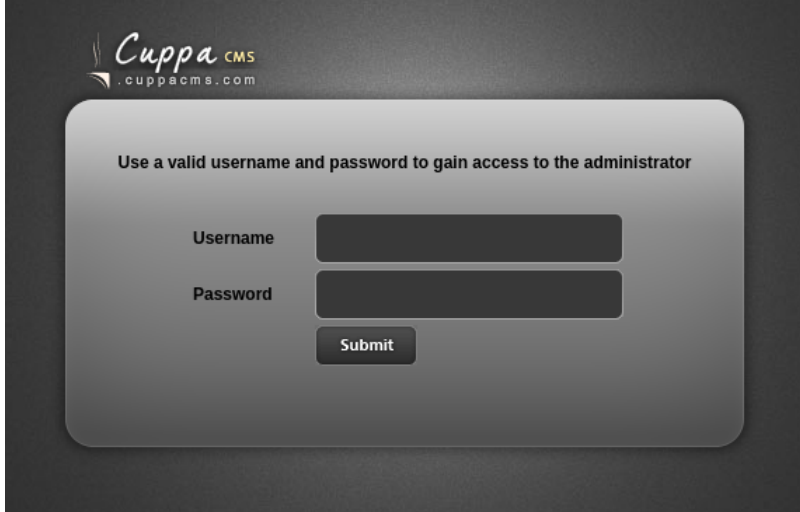 Cuppa CMS
.cuppacms.com
Use a valid username and password to gain access to the administrator
Username
Password
Submit